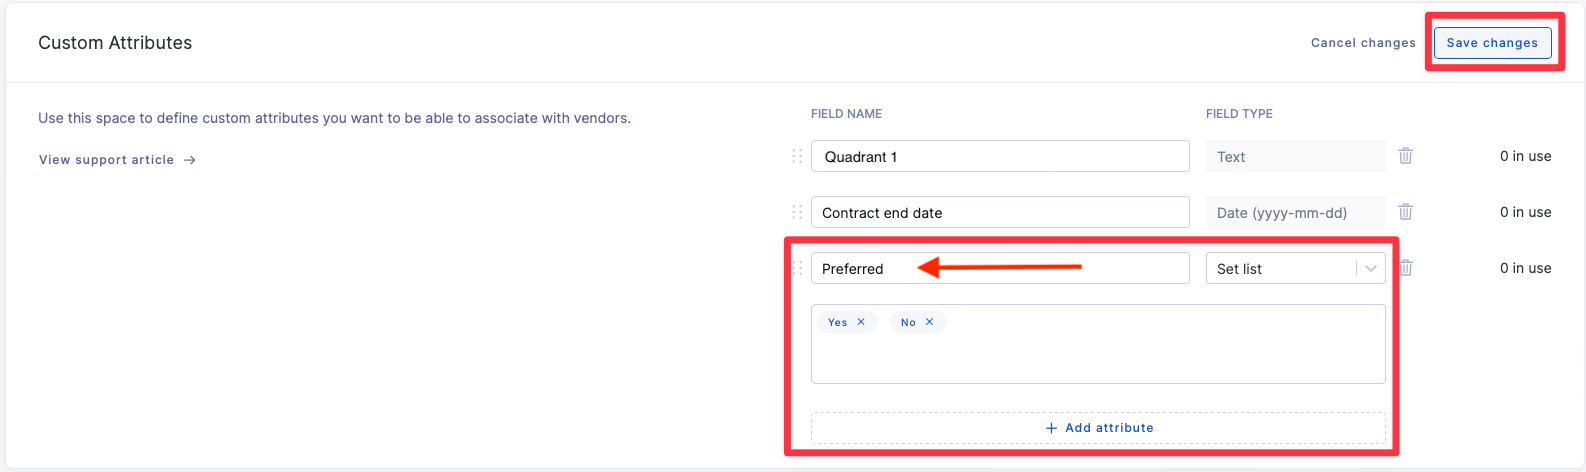 Custom Attributes
Cancel changes
Save changes
Use this space to define custom attributes you want to be able to associate with vendors.
View support article →
FIELD NAME
FIELD TYPE
Quadrant 1
Text
0 in use
Contract end date
Date (yyyy-mm-dd)
0 in use
Preferred
Set list
0 in use
Yes ×
No ×
+ Add attribute